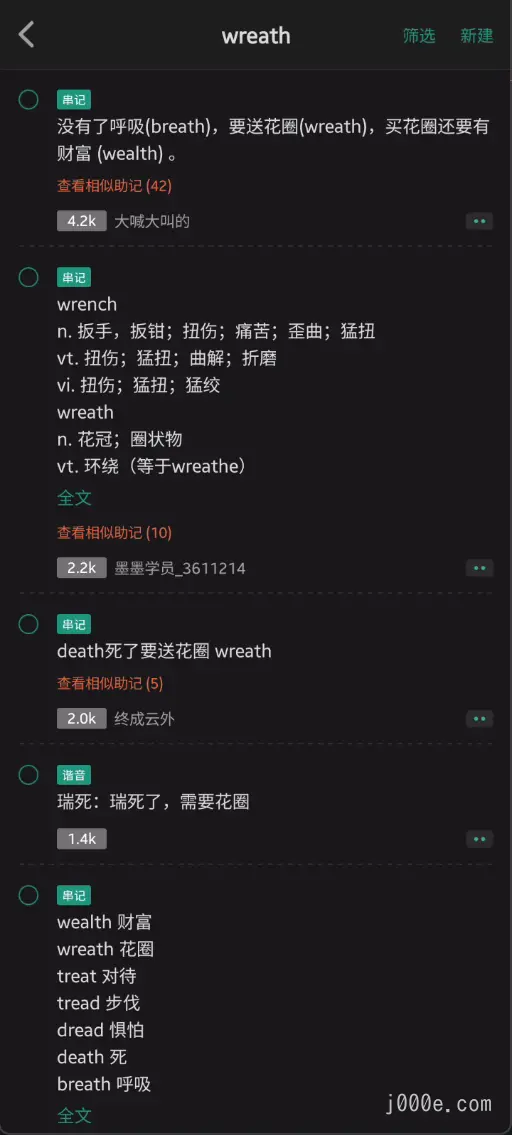 wreath
筛选 新建
串记
没有了呼吸(breath)，要送花圈(wreath)，买花圈还要有
财富 (wealth) 。
查看相似助记 (42)
4.2k 大喊大叫的
串记
wrench
n. 扳手，扳钳；扭伤；痛苦；歪曲；猛扭
vt. 扭伤；猛扭；曲解；折磨
vi. 扭伤；猛扭；猛绞
wreath
n. 花冠；圈状物
vt. 环绕（等于wreathe）
全文
查看相似助记 (10)
2.2k 墨墨学员_3611214
串记
death死了要送花圈 wreath
查看相似助记 (5)
2.0k 终成云外
谐音
瑞死：瑞死了，需要花圈
1.4k
串记
wealth 财富
wreath 花圈
treat 对待
tread 步伐
dread 惧怕
death 死
breath 呼吸
全文
j000e.com